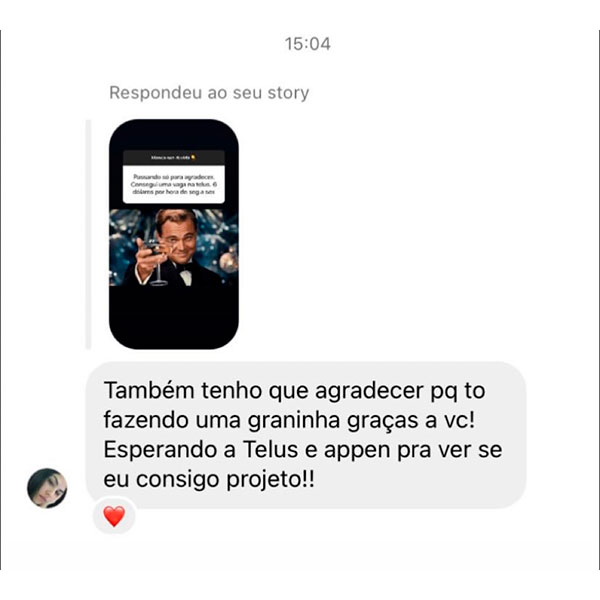 15:04
Respondeu ao seu story
Passando só para agradecer.
Consegui uma vaga na telus. 6
dólares por hora de seg a sex
Também tenho que agradecer pq to
fazendo uma graninha graças a vc!
Esperando a Telus e appen pra ver se
eu consigo projeto!!